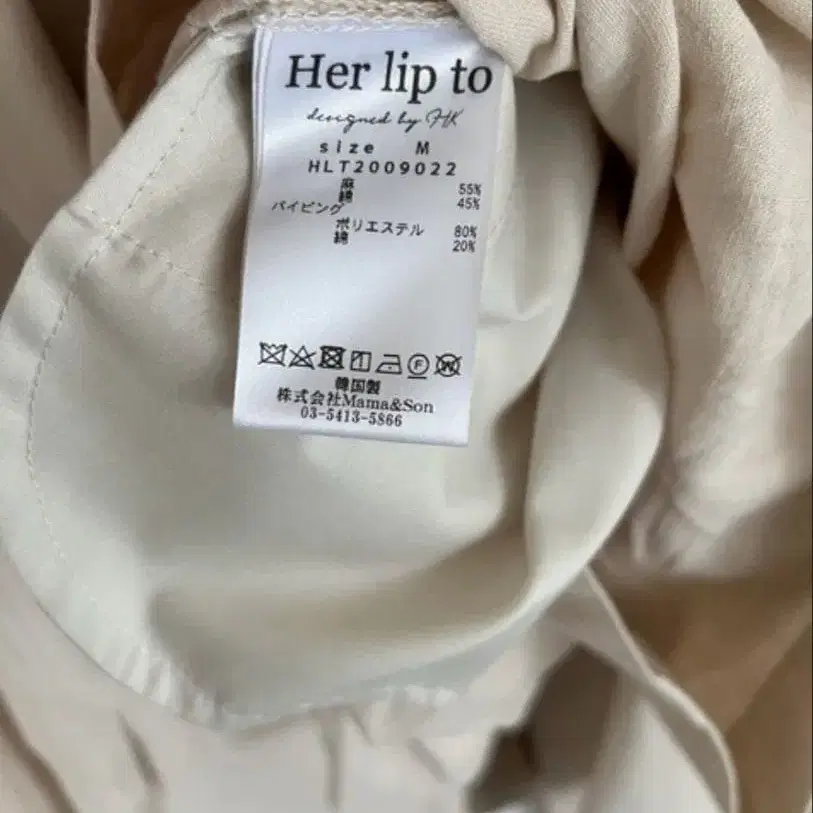 Her lip to
designed by HK
size M
HLT2009022
麻 55%
綿 45%
パイピング
ポリエステル 80%
綿 20%
F W
韓国製
株式会社Mama&Son
03-5413-5866